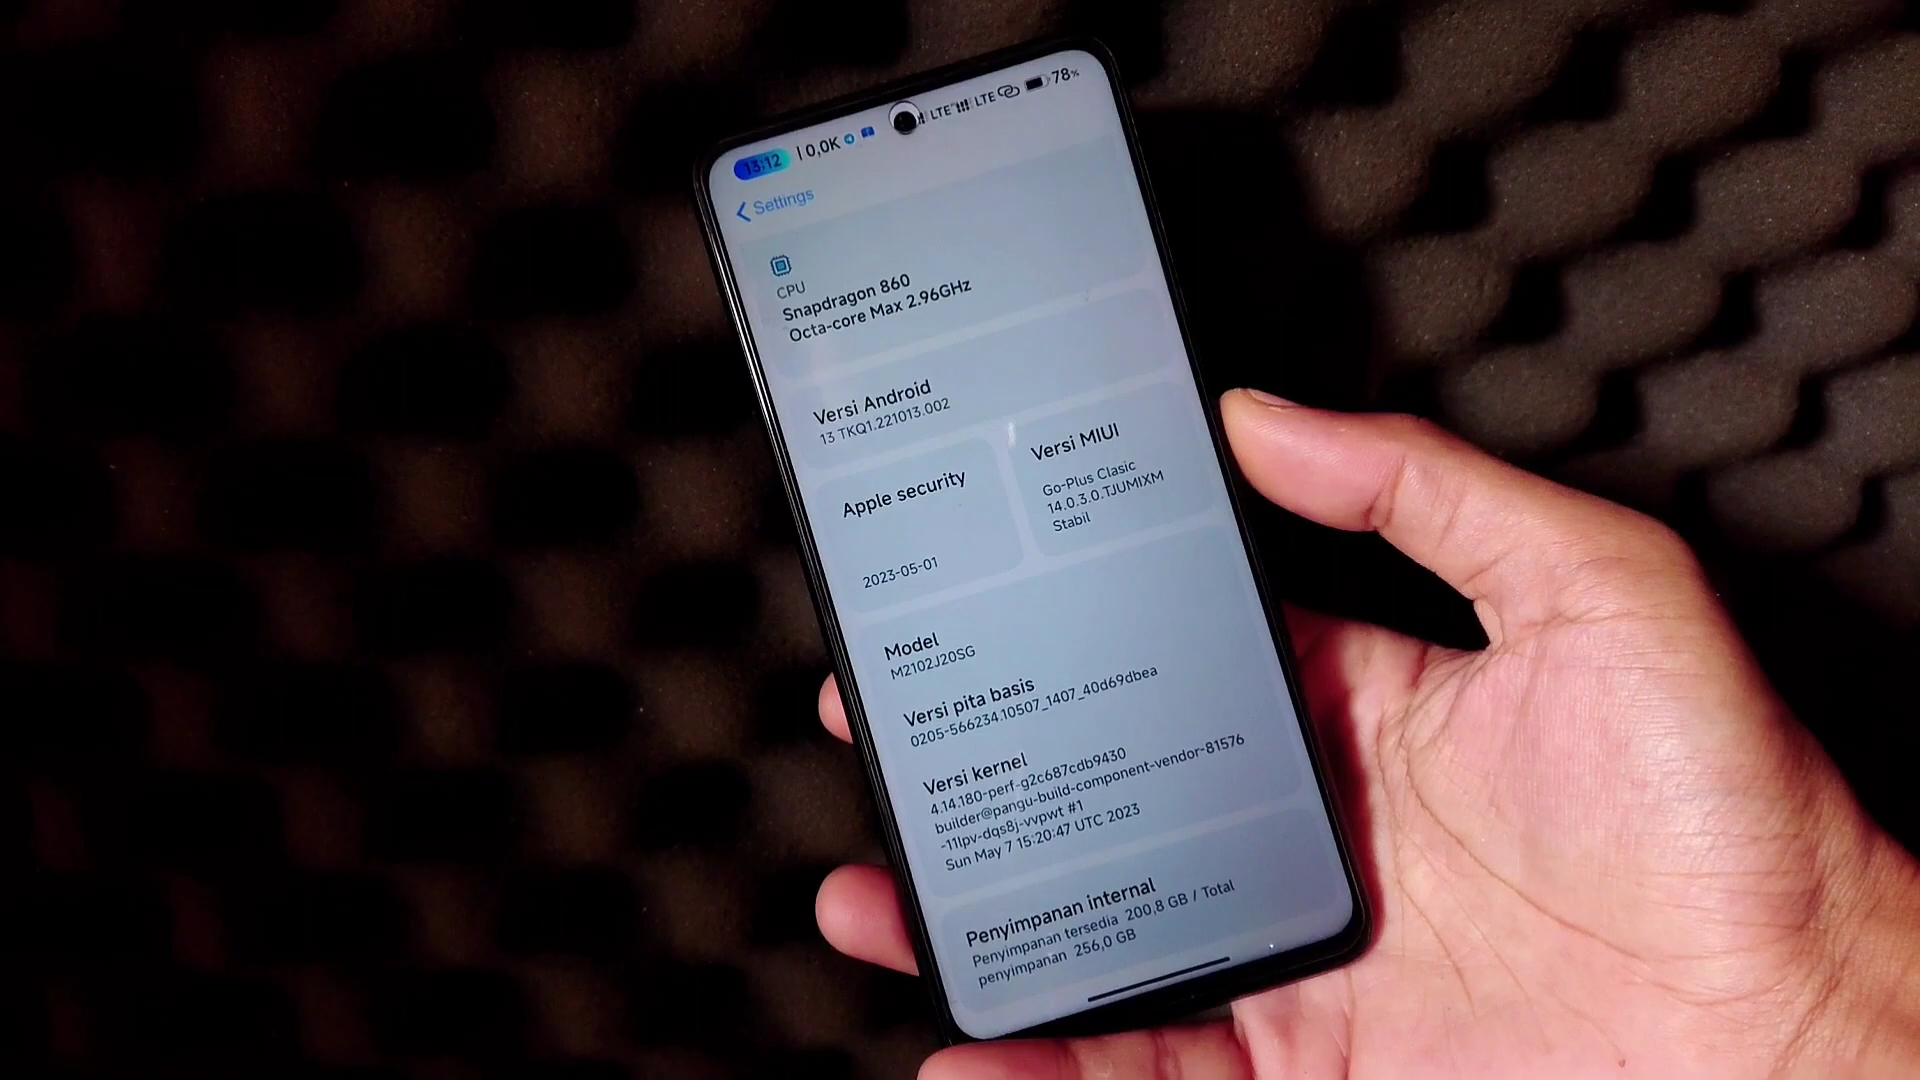 13:12 | 0,0K LTE LTE 78%
Settings
CPU
Snapdragon 860
Octa-core Max 2.96GHz
Versi Android
13 TKQ1.221013.002
Apple security
2023-05-01
Versi MIUI
Go-Plus Clasic
14.0.3.0.TJUMIXM
Stabil
Model
M2102J20SG
Versi pita basis
0205-566234.10507_1407_40d69dbea
Versi kernel
4.14.180-perf-g2c687cdb9430
builder@pangu-build-component-vendor-81576
-11lpv-dqs8j-vvpwt #1
Sun May 7 15:20:47 UTC 2023
Penyimpanan internal
Penyimpanan tersedia 200,8 GB / Total
penyimpanan 256,0 GB